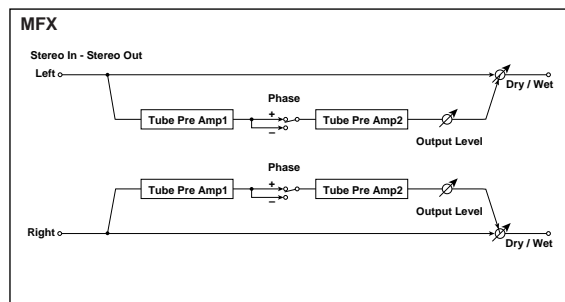 MFX
Stereo In - Stereo Out
Left
Dry / Wet
Phase
Tube Pre Amp1
+
−
Tube Pre Amp2
Output Level
Phase
Tube Pre Amp1
+
−
Tube Pre Amp2
Output Level
Right
Dry / Wet